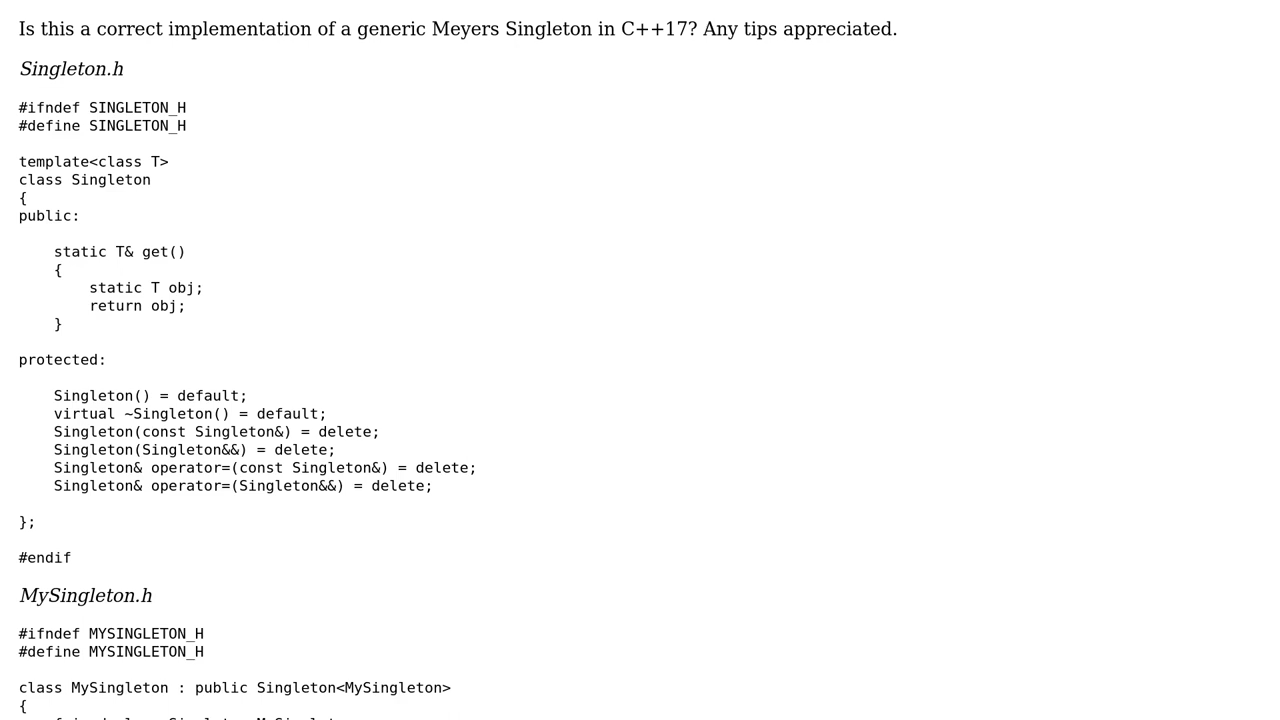 Is this a correct implementation of a generic Meyers Singleton in C++17? Any tips appreciated.
Singleton.h
#ifndef SINGLETON_H
#define SINGLETON_H
template<class T>
class Singleton
{
public:
    static T& get()
    {
        static T obj;
        return obj;
    }
protected:
    Singleton() = default;
    virtual ~Singleton() = default;
    Singleton(const Singleton&) = delete;
    Singleton(Singleton&&) = delete;
    Singleton& operator=(const Singleton&) = delete;
    Singleton& operator=(Singleton&&) = delete;
};
#endif
MySingleton.h
#ifndef MYSINGLETON_H
#define MYSINGLETON_H
class MySingleton : public Singleton<MySingleton>
{